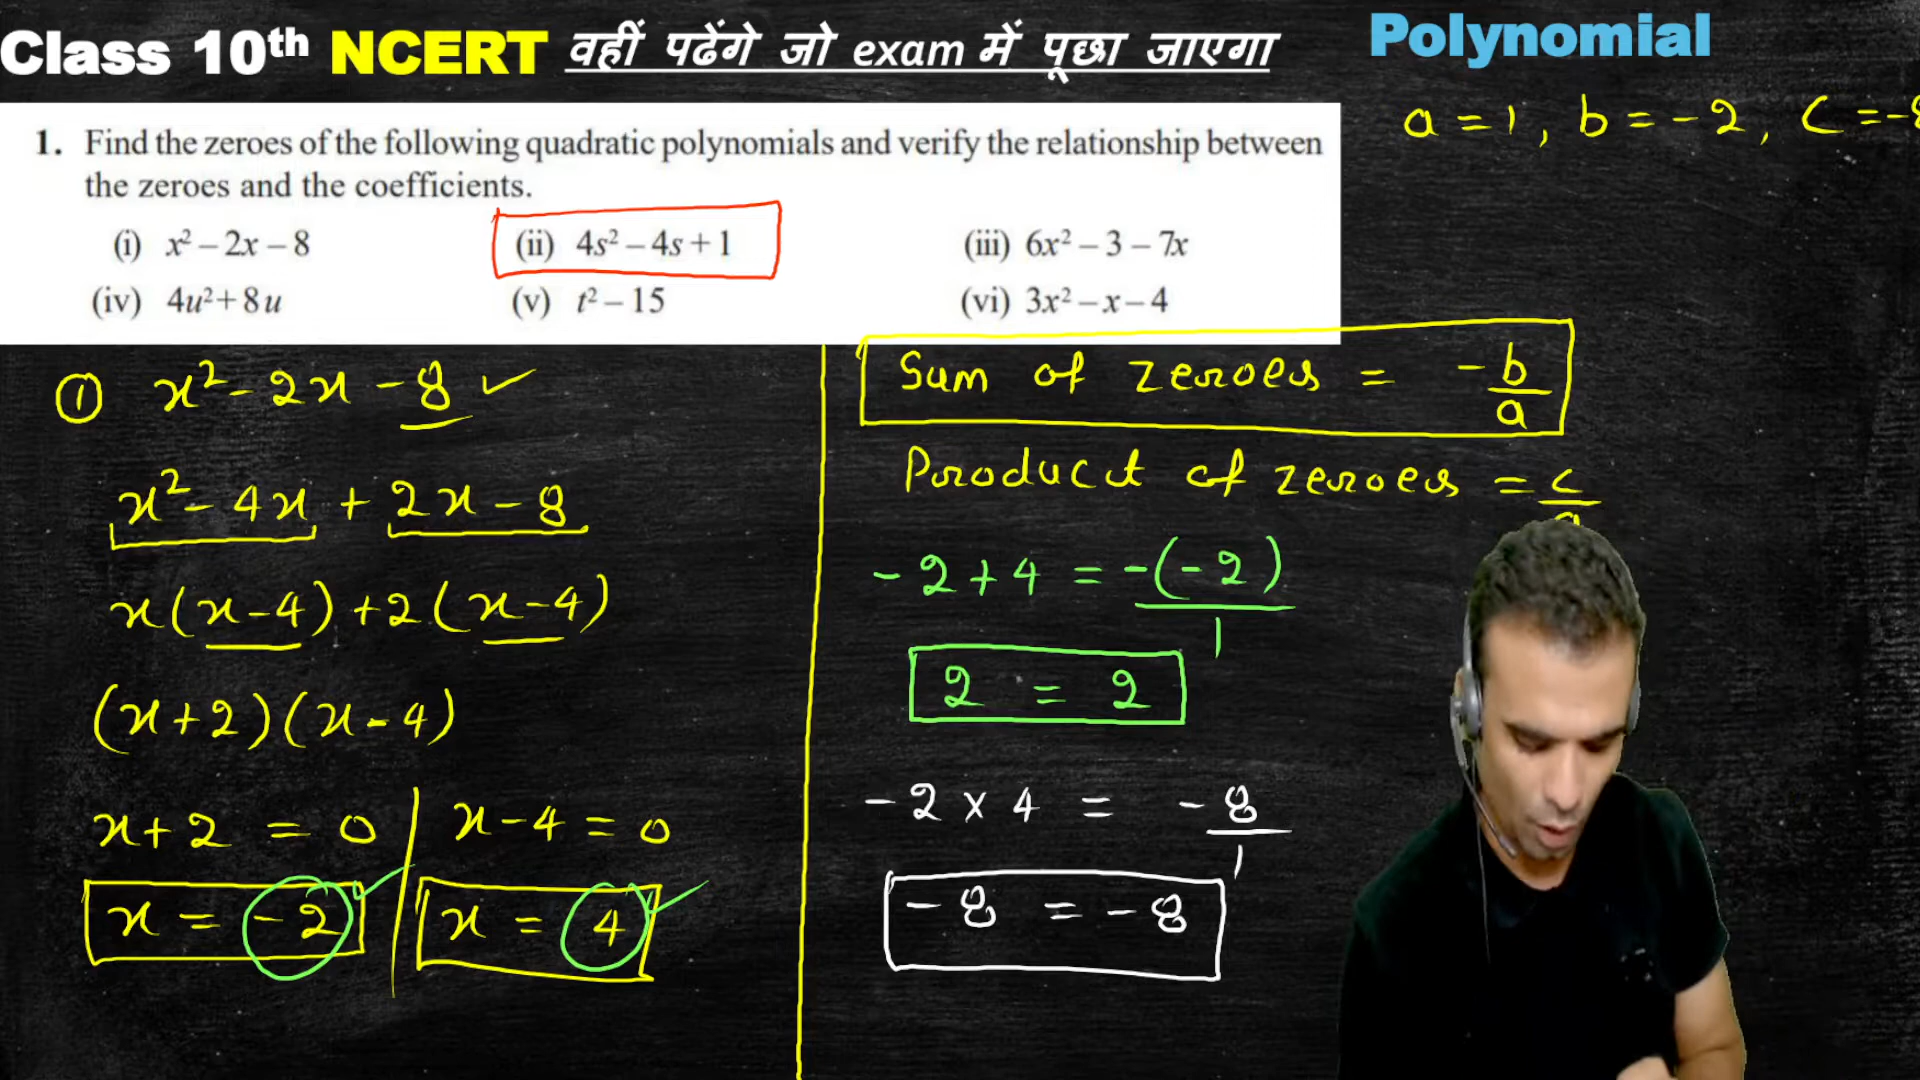 Class 10th NCERT वहीं पढेंगे जो exam में पूछा जाएगा
Polynomial
a = 1, b = -2, c = -8
1. Find the zeroes of the following quadratic polynomials and verify the relationship between
the zeroes and the coefficients.
(i) x² – 2x – 8 (ii) 4s² – 4s + 1 (iii) 6x² – 3 – 7x
(iv) 4u² + 8u (v) t² – 15 (vi) 3x² – x – 4
① x² - 2x - 8 ✓
x² - 4x + 2x - 8
x(x-4) + 2(x-4)
(x+2)(x-4)
x+2 = 0 | x-4 = 0
x = -2 | x = 4
Sum of zeroes = -b/a
Product of zeroes = c/a
-2+4 = -(-2)/1
2 = 2
-2 × 4 = -8/1
-8 = -8